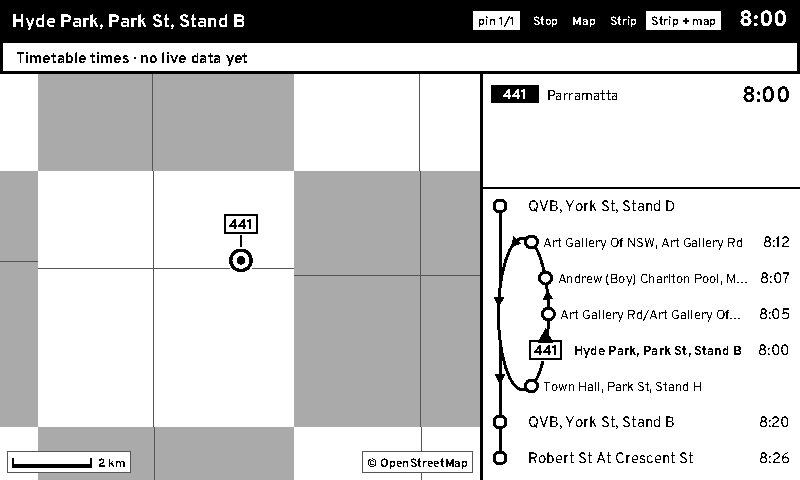 Hyde Park, Park St, Stand B
pin 1/1 Stop Map Strip Strip + map 8:00
Timetable times · no live data yet
441 Parramatta 8:00
441
QVB, York St, Stand D
Art Gallery Of NSW, Art Gallery Rd 8:12
Andrew (Boy) Charlton Pool, M... 8:07
Art Gallery Rd/Art Gallery Of... 8:05
441 Hyde Park, Park St, Stand B 8:00
Town Hall, Park St, Stand H
QVB, York St, Stand B 8:20
Robert St At Crescent St 8:26
2 km
© OpenStreetMap